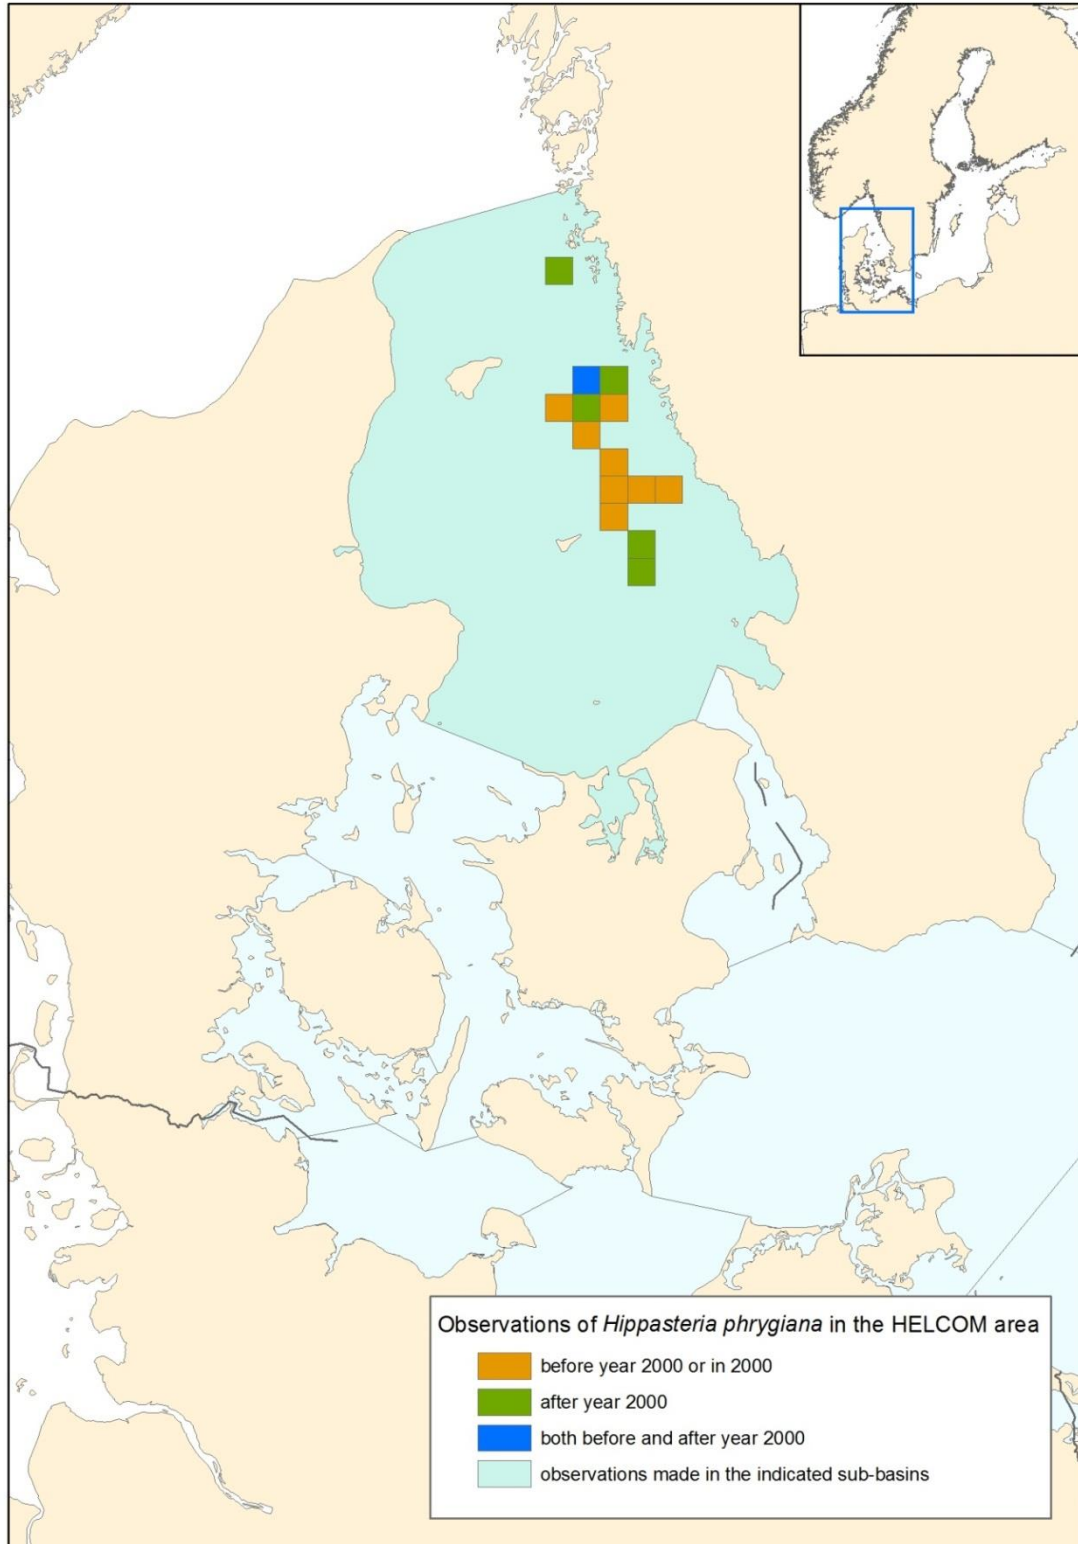 Observations of Hippasteria phrygiana in the HELCOM area
before year 2000 or in 2000
after year 2000
both before and after year 2000
observations made in the indicated sub-basins